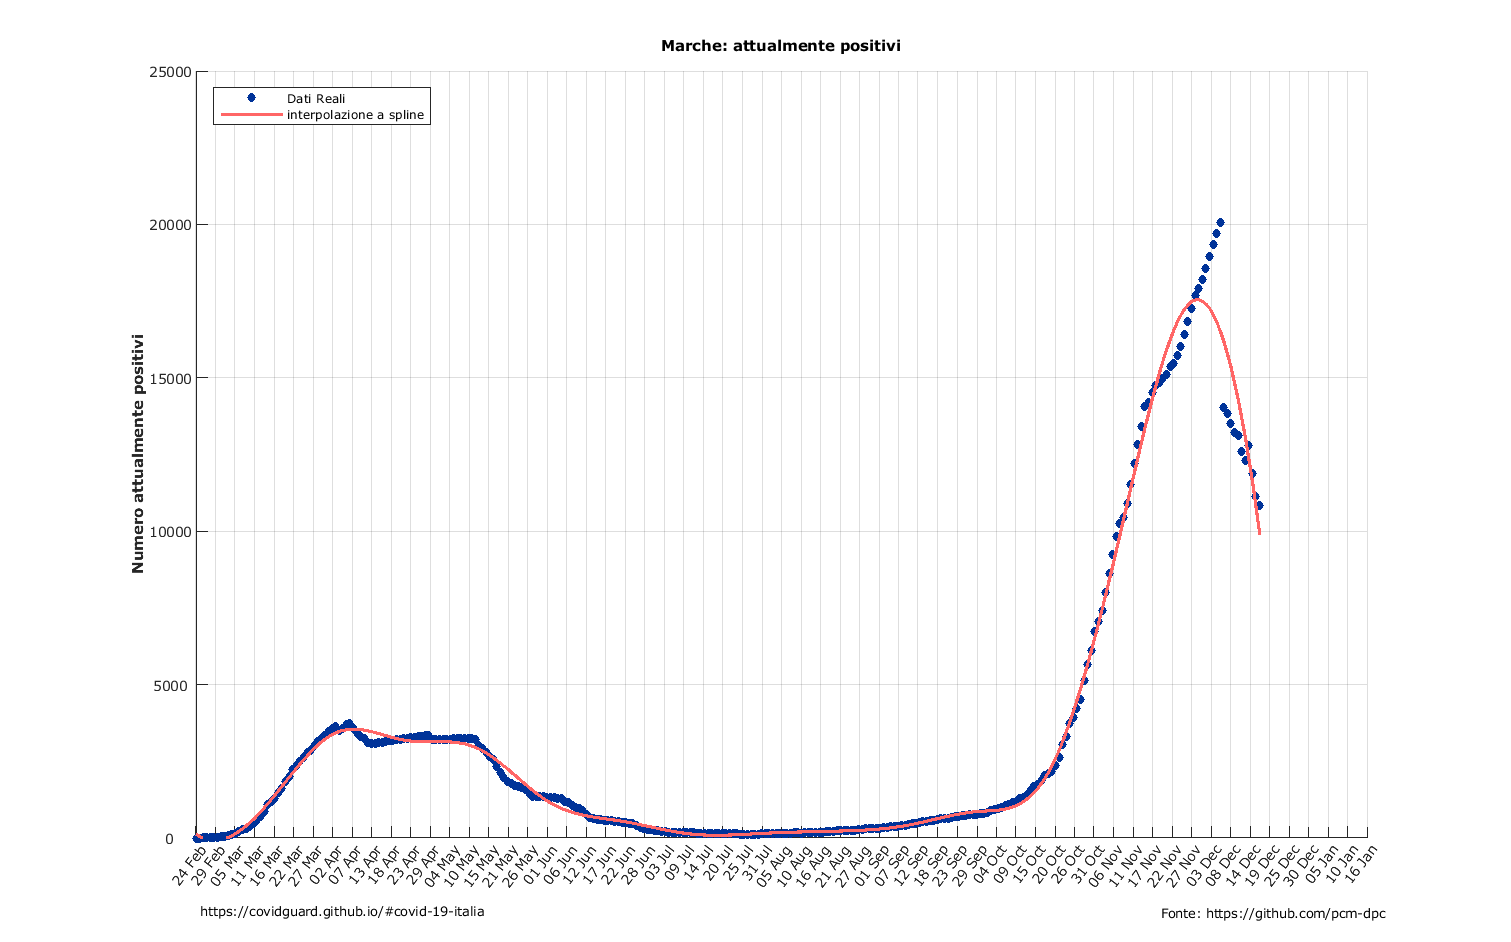 Marche: attualmente positivi
25000
Dati Reali
interpolazione a spline
20000
15000
10000
5000
0
Numero attualmente positivi
24 Feb
29 Feb
05 Mar
11 Mar
16 Mar
22 Mar
27 Mar
02 Apr
07 Apr
13 Apr
18 Apr
23 Apr
29 Apr
04 May
10 May
15 May
21 May
26 May
01 Jun
06 Jun
12 Jun
17 Jun
22 Jun
28 Jun
03 Jul
09 Jul
14 Jul
20 Jul
25 Jul
31 Jul
05 Aug
10 Aug
16 Aug
21 Aug
27 Aug
01 Sep
07 Sep
12 Sep
18 Sep
23 Sep
29 Oct
04 Oct
09 Oct
15 Oct
20 Oct
26 Oct
31 Nov
06 Nov
11 Nov
17 Nov
22 Nov
27 Nov
03 Dec
08 Dec
14 Dec
19 Dec
25 Dec
30 Dec
05 Jan
10 Jan
16 Jan
https://covidguard.github.io/#covid-19-italia
Fonte: https://github.com/pcm-dpc